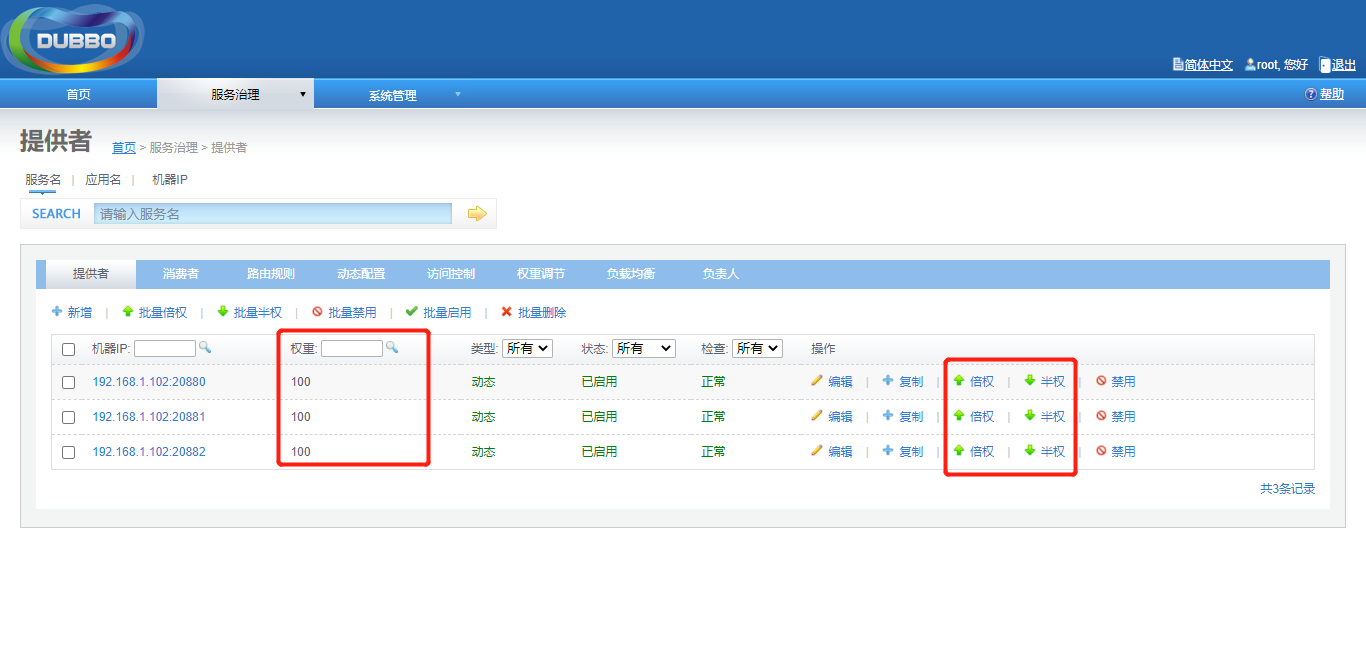 DUBBO
简体中文 root, 您好 退出
首页 服务治理 ▼ 系统管理 ▼ 帮助
提供者 首页 > 服务治理 > 提供者
服务名 | 应用名 | 机器IP
SEARCH 请输入服务名
提供者 消费者 路由规则 动态配置 访问控制 权重调节 负载均衡 负责人
新增 | 批量倍权 | 批量半权 | 批量禁用 | 批量启用 | 批量删除
机器IP: 权重: 类型: 所有 状态: 所有 检查: 所有 操作
192.168.1.102:20880 100 动态 已启用 正常 编辑 | 复制 | 倍权 | 半权 | 禁用
192.168.1.102:20881 100 动态 已启用 正常 编辑 | 复制 | 倍权 | 半权 | 禁用
192.168.1.102:20882 100 动态 已启用 正常 编辑 | 复制 | 倍权 | 半权 | 禁用
共3条记录